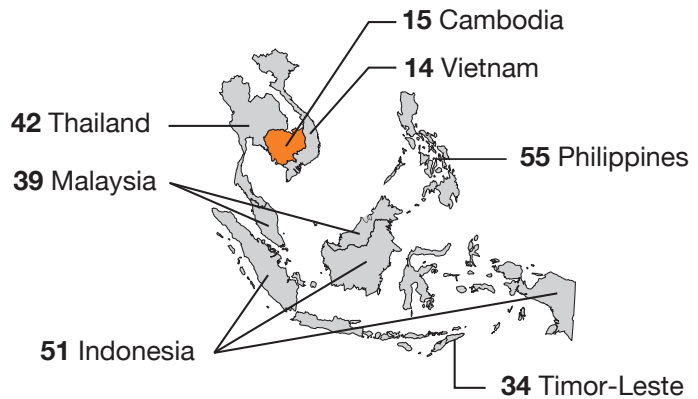 15 Cambodia
14 Vietnam
42 Thailand
55 Philippines
39 Malaysia
51 Indonesia
34 Timor-Leste